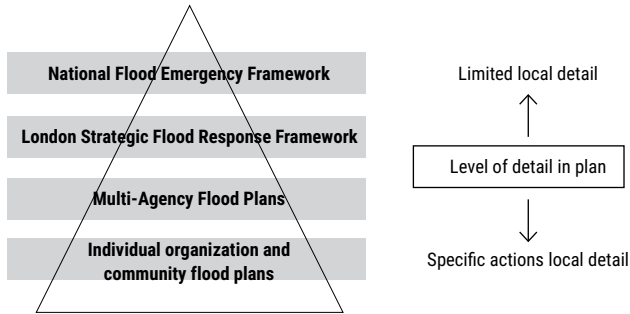 National Flood Emergency Framework
London Strategic Flood Response Framework
Multi-Agency Flood Plans
Individual organization and
community flood plans
Limited local detail
Level of detail in plan
Specific actions local detail